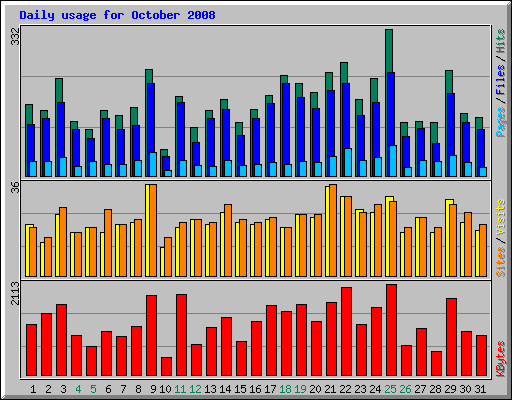 Daily usage for October 2008
332
Pages / Files / Hits
36
Sites / Visits
2113
KBytes
1 2 3 4 5 6 7 8 9 10 11 12 13 14 15 16 17 18 19 20 21 22 23 24 25 26 27 28 29 30 31